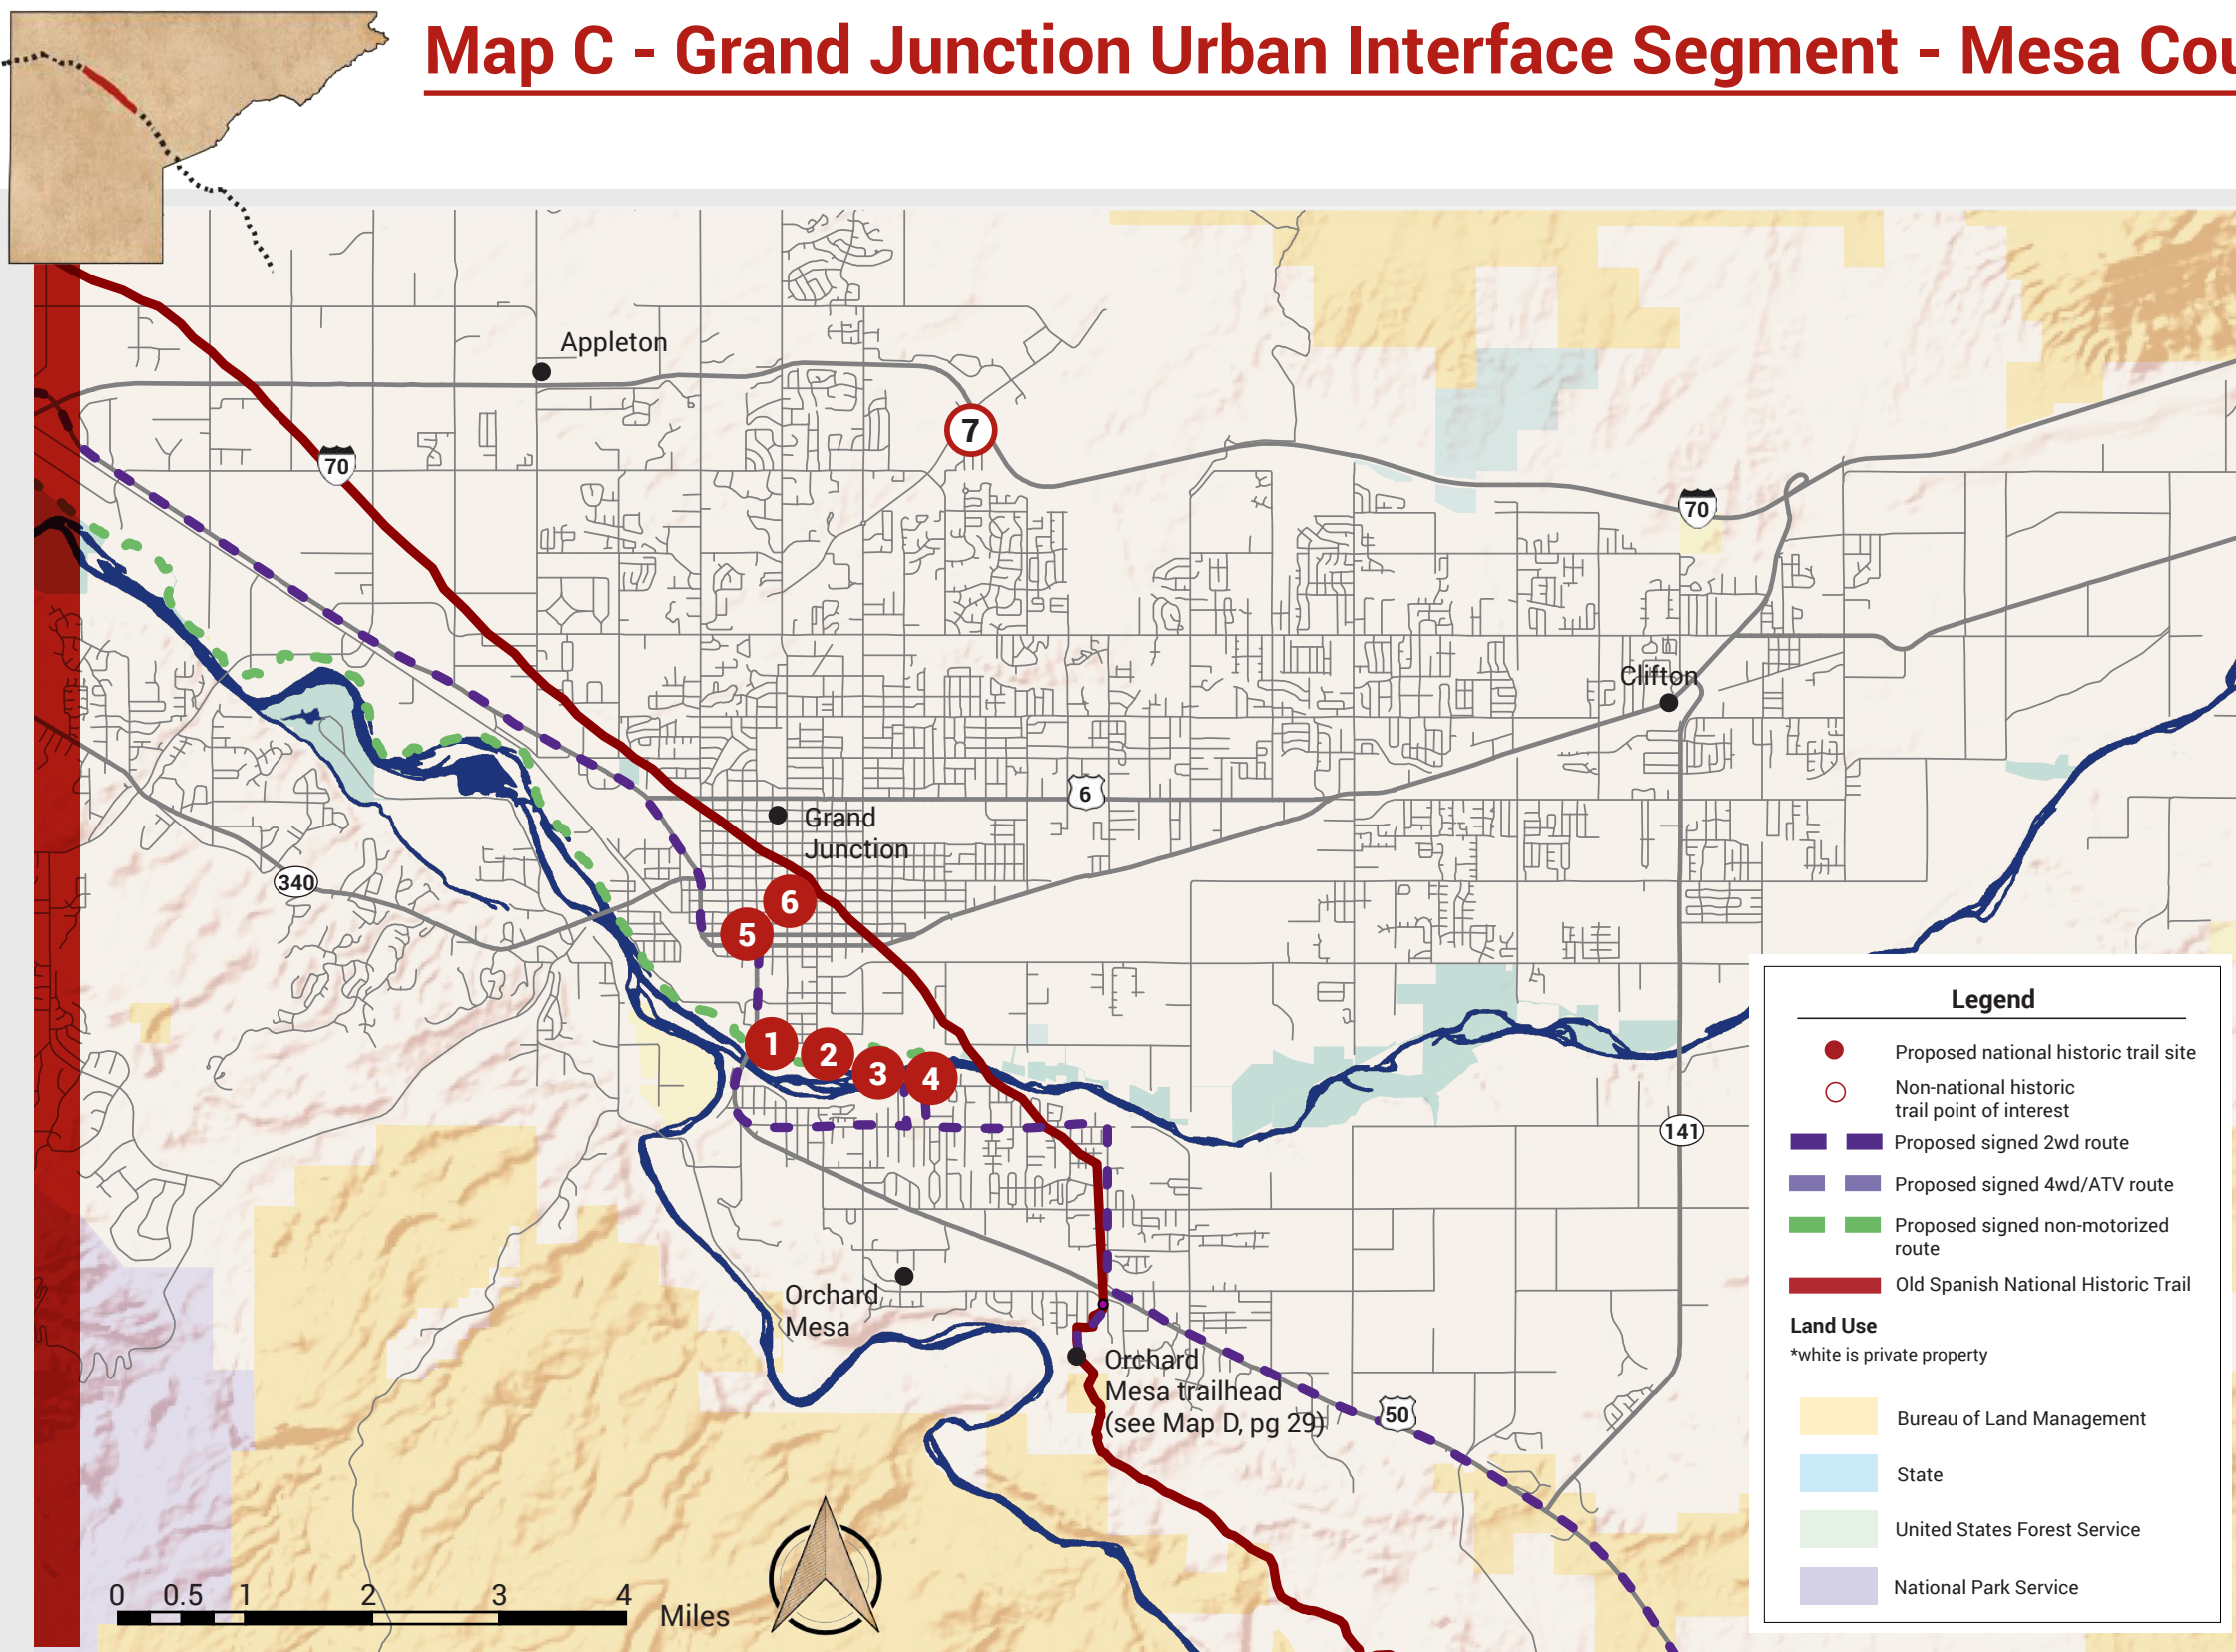 Map C - Grand Junction Urban Interface Segment - Mesa
Appleton
7
70
70
Clifton
6
Grand
Junction
340
6
5
1
2
3
4
141
Orchard
Mesa
Orchard
Mesa trailhead
(see Map D, pg 29)
50
0 0.5 1 2 3 4
Miles
Legend
Proposed national historic trail site
Non-national historic
trail point of interest
Proposed signed 2wd route
Proposed signed 4wd/ATV route
Proposed signed non-motorized
route
Old Spanish National Historic Trail
Land Use
*white is private property
Bureau of Land Management
State
United States Forest Service
National Park Service